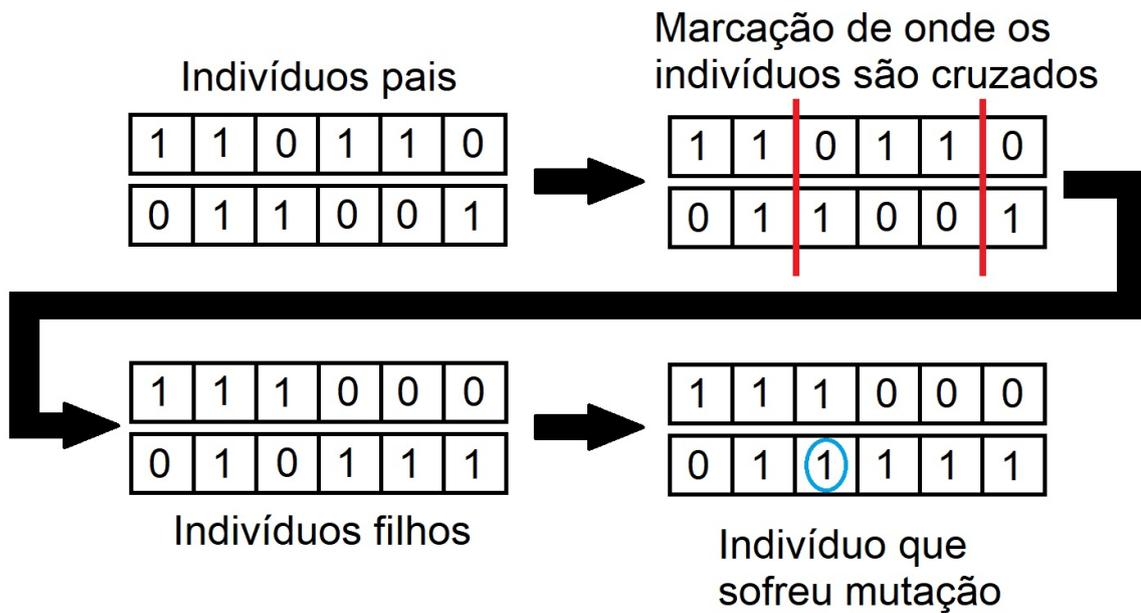 Indivíduos pais
1 1 0 1 1 0
0 1 1 0 0 1
Marcação de onde os
indivíduos são cruzados
1 1 0 1 1 0
0 1 1 0 0 1
1 1 1 0 0 0
0 1 0 1 1 1
Indivíduos filhos
1 1 1 0 0 0
0 1 1 1 1 1
Indivíduo que
sofreu mutação